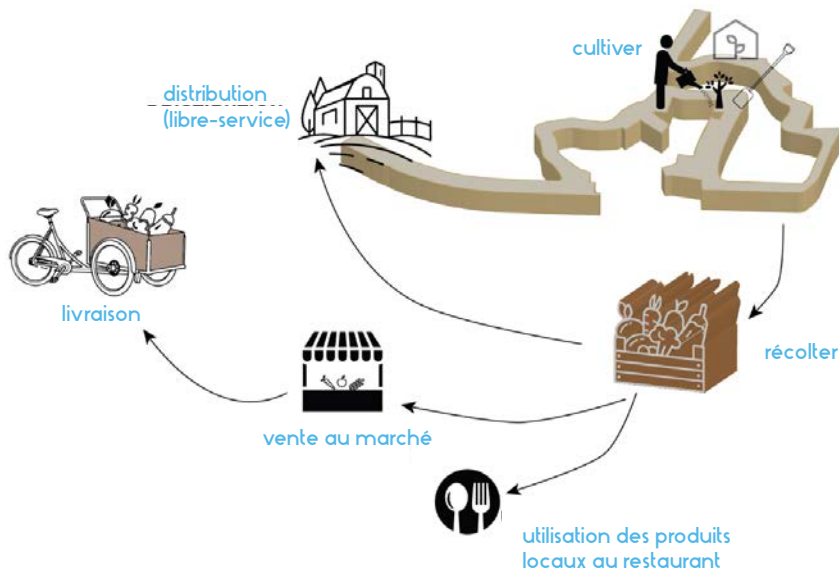 cultiver
distribution
(libre-service)
livraison
récolter
vente au marché
utilisation des produits
locaux au restaurant